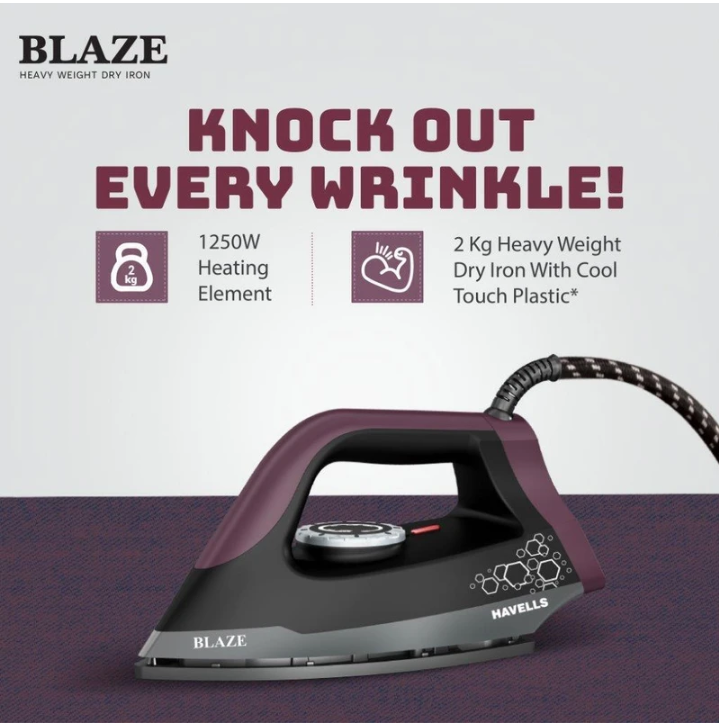 BLAZE
HEAVY WEIGHT DRY IRON
KNOCK OUT
EVERY WRINKLE!
2
kg
1250W
Heating
Element
2 Kg Heavy Weight
Dry Iron With Cool
Touch Plastic*
HAVELLS
BLAZE